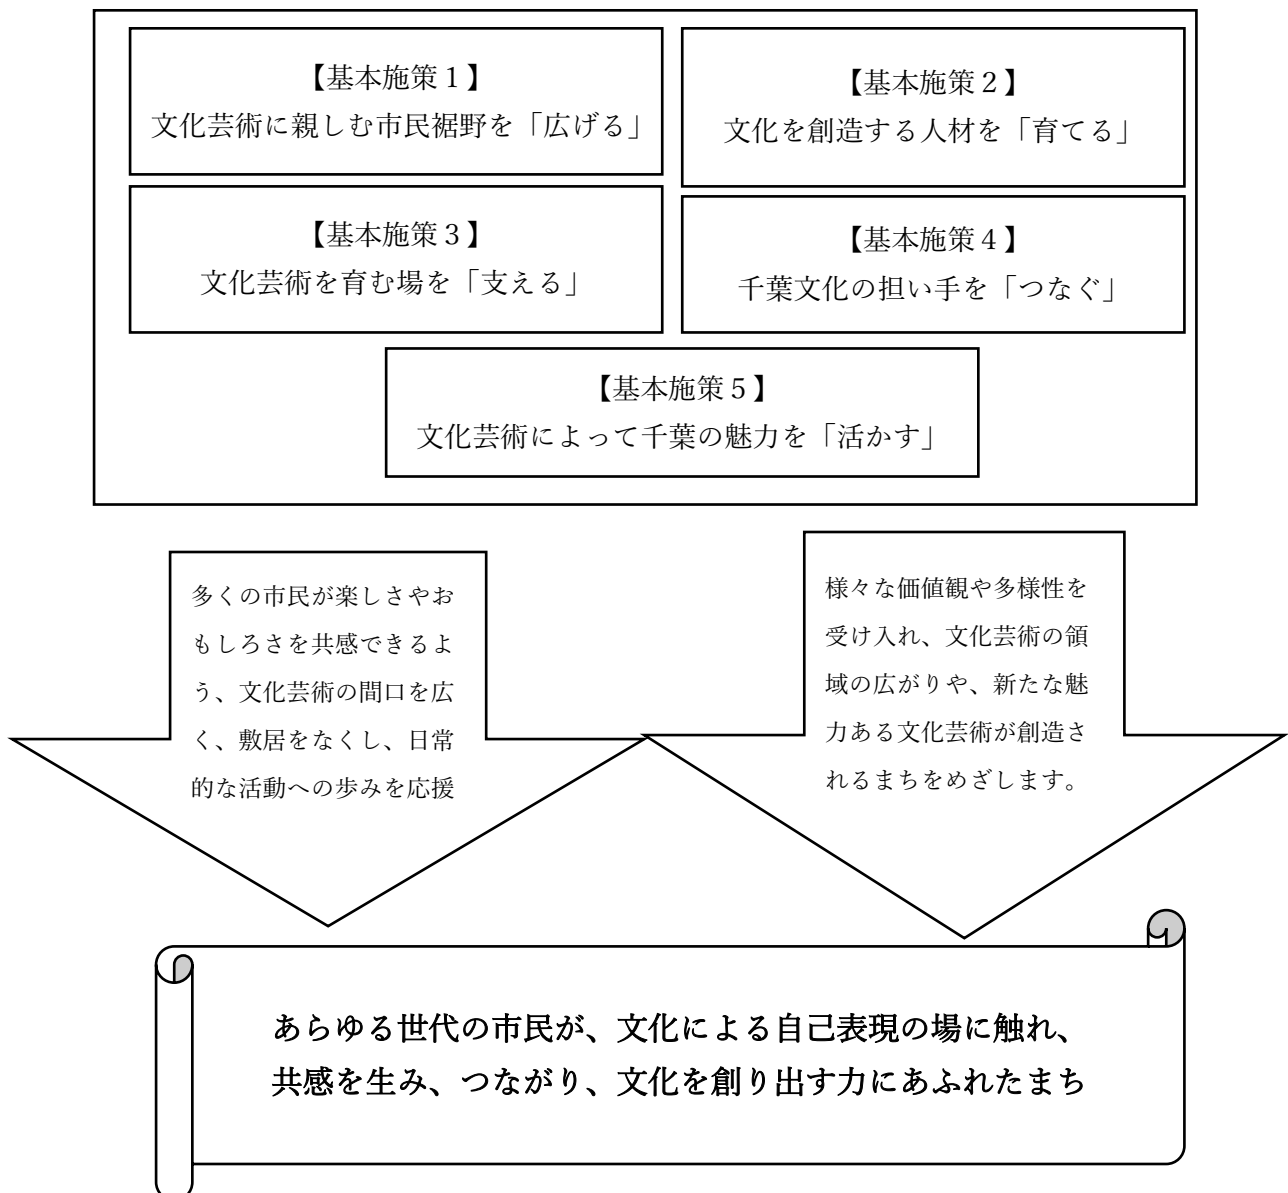 【基本施策１】
文化芸術に親しむ市民裾野を「広げる」
【基本施策２】
文化を創造する人材を「育てる」
【基本施策３】
文化芸術を育む場を「支える」
【基本施策４】
千葉文化の担い手を「つなぐ」
【基本施策５】
文化芸術によって千葉の魅力を「活かす」
多くの市民が楽しさやお
もしろさを共感できるよ
う、文化芸術の間口を広
く、敷居をなくし、日常
的な活動への歩みを応援
様々な価値観や多様性を
受け入れ、文化芸術の領
域の広がりや、新たな魅
力ある文化芸術が創造さ
れるまちをめざします。
あらゆる世代の市民が、文化による自己表現の場に触れ、
共感を生み、つながり、文化を創り出す力にあふれたまち